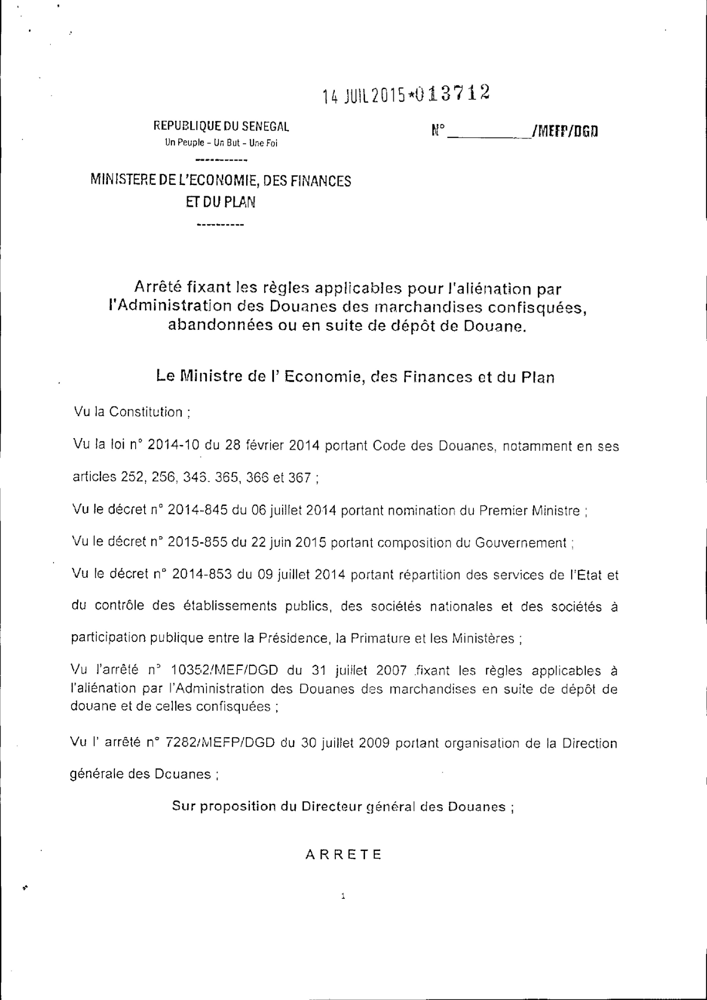 14 JUIL 2015*013712
REPUBLIQUE DU SENEGAL
Un Peuple – Un But – Une Foi
N° __________/MEFP/DGD
-----------
MINISTERE DE L'ECONOMIE, DES FINANCES
ET DU PLAN
----------
Arrêté fixant les règles applicables pour l'aliénation par
l'Administration des Douanes des marchandises confisquées,
abandonnées ou en suite de dépôt de Douane.
Le Ministre de l' Economie, des Finances et du Plan
Vu la Constitution ;
Vu la loi n° 2014-10 du 28 février 2014 portant Code des Douanes, notamment en ses
articles 252, 256, 346. 365, 366 et 367 ;
Vu le décret n° 2014-845 du 06 juillet 2014 portant nomination du Premier Ministre ;
Vu le décret n° 2015-855 du 22 juin 2015 portant composition du Gouvernement ;
Vu le décret n° 2014-853 du 09 juillet 2014 portant répartition des services de l'Etat et
du contrôle des établissements publics, des sociétés nationales et des sociétés à
participation publique entre la Présidence, la Primature et les Ministères ;
Vu l'arrêté n° 10352/MEF/DGD du 31 juillet 2007 fixant les règles applicables à
l'aliénation par l'Administration des Douanes des marchandises en suite de dépôt de
douane et de celles confisquées ;
Vu l' arrêté n° 7282/MEFP/DGD du 30 juillet 2009 portant organisation de la Direction
générale des Douanes ;
Sur proposition du Directeur général des Douanes ;
A R R E T E
1